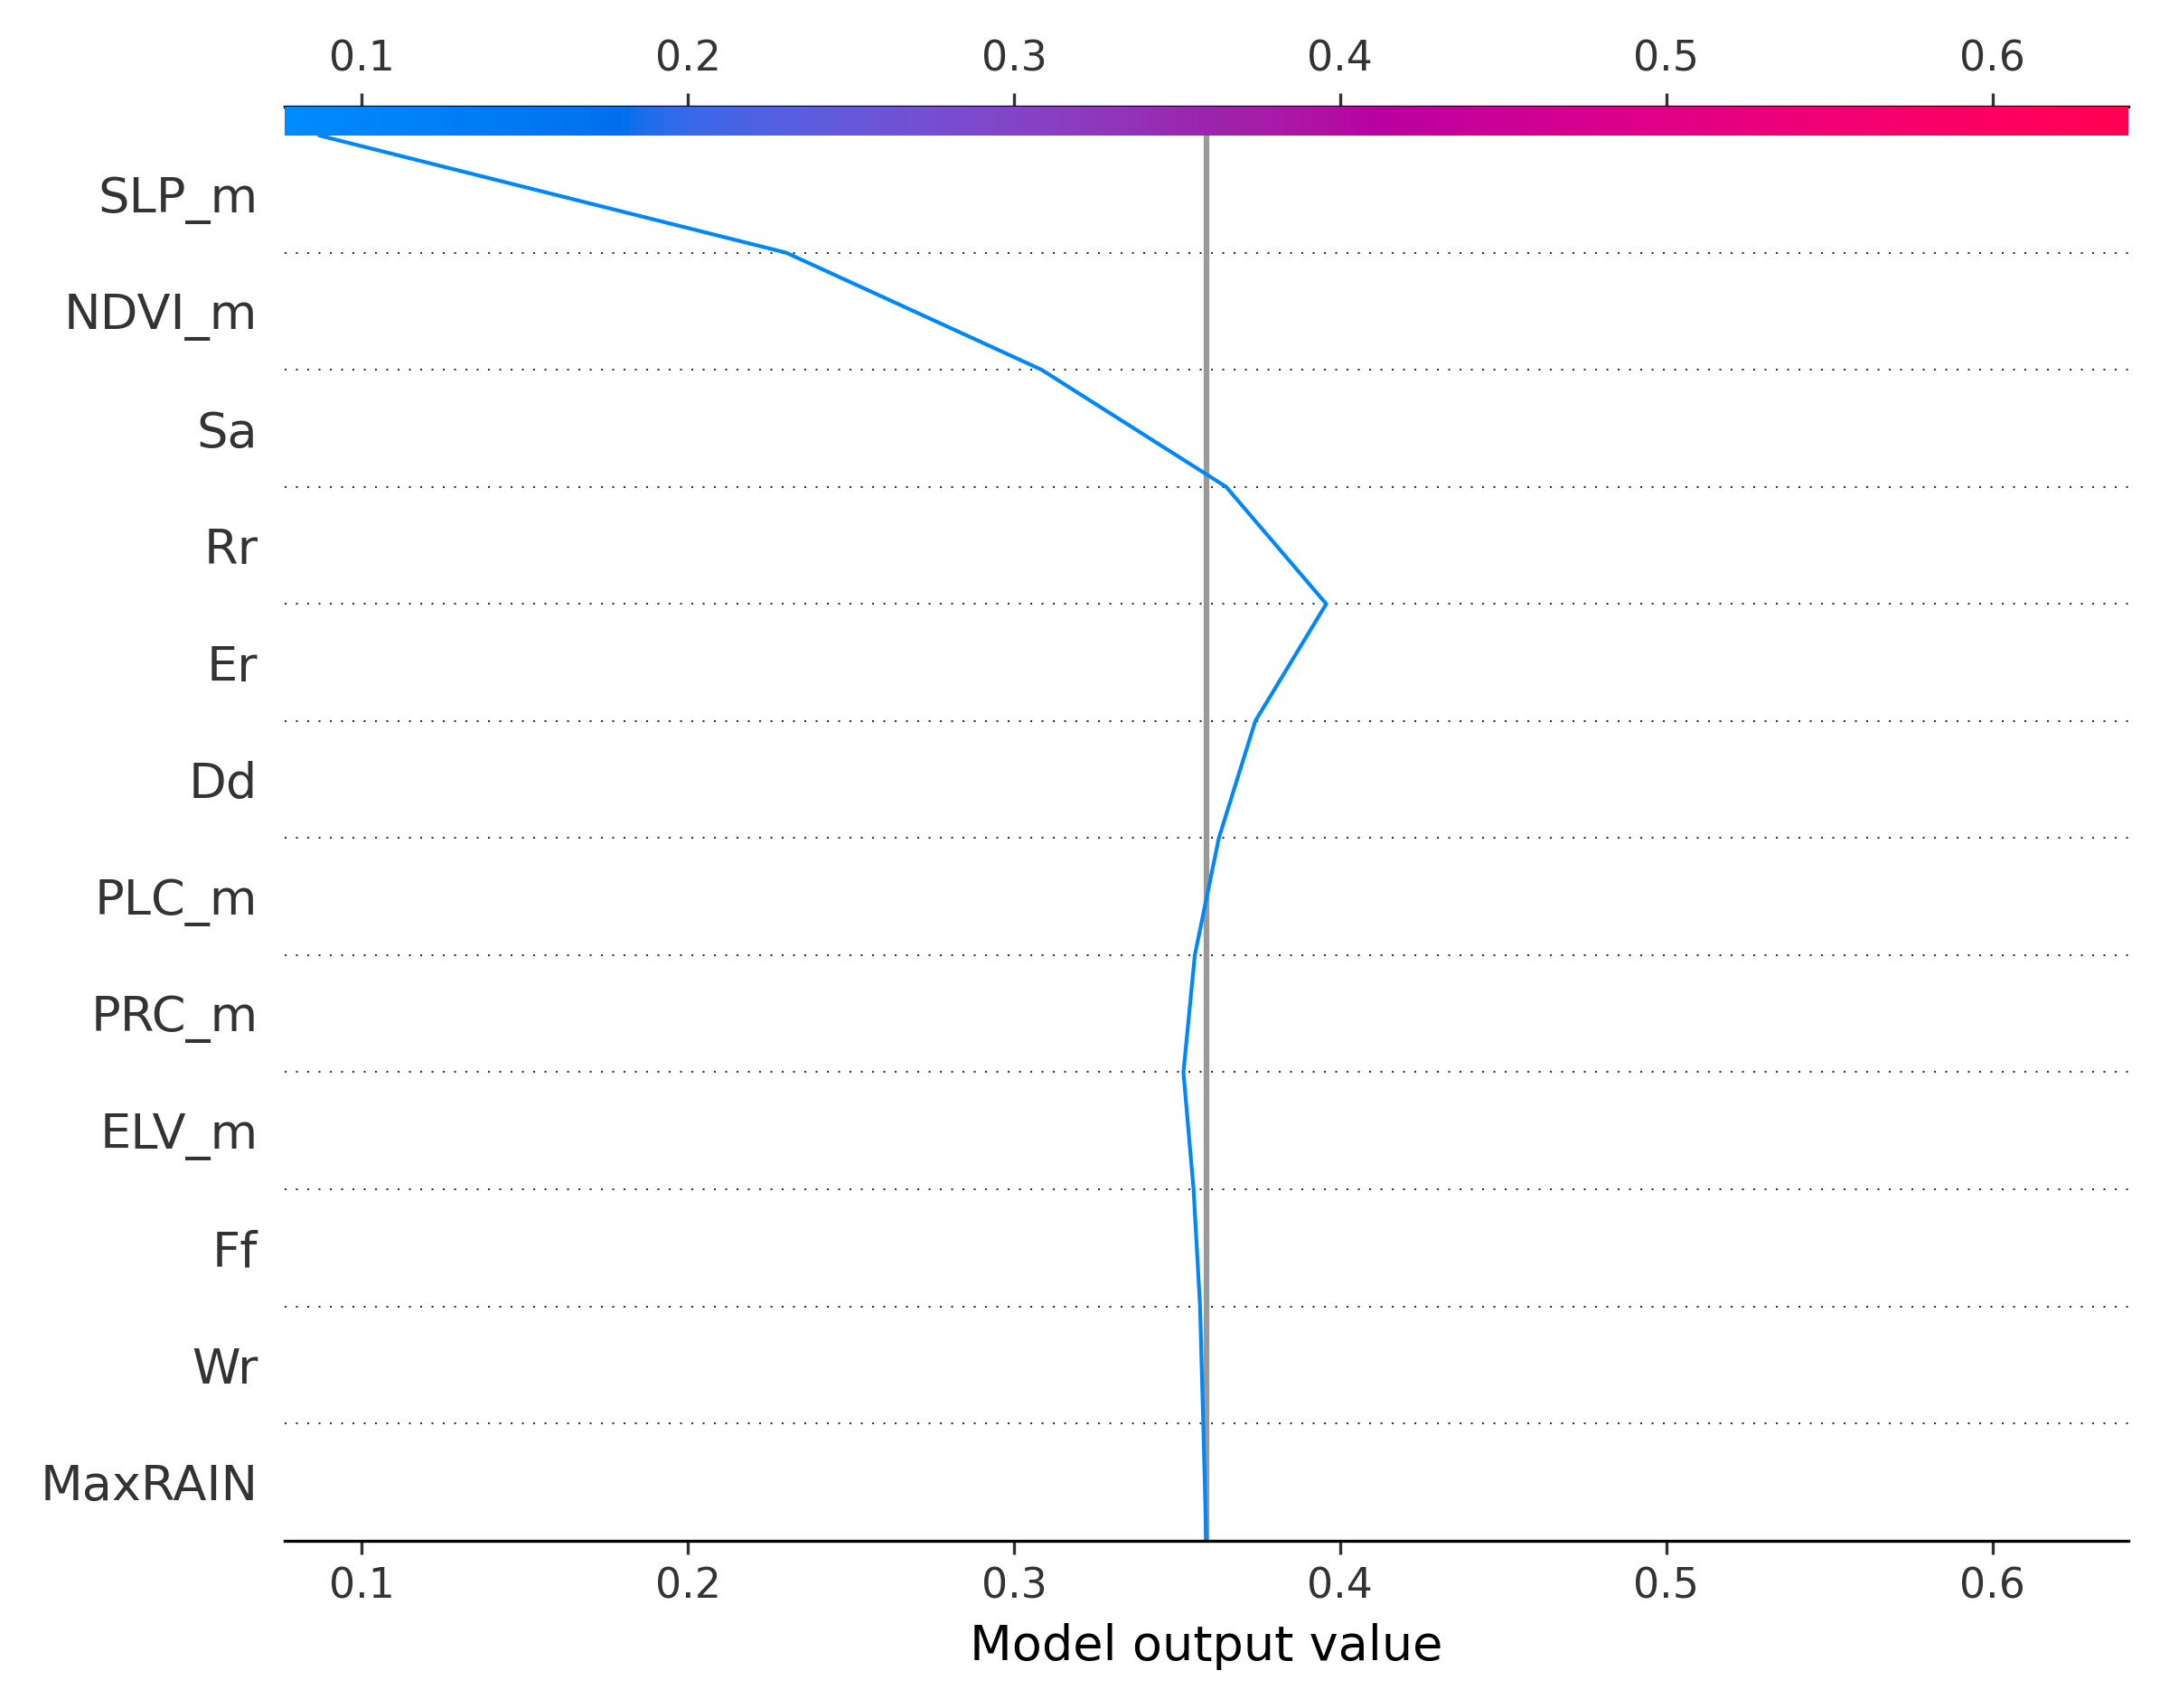 0.1 0.2 0.3 0.4 0.5 0.6
SLP_m
NDVI_m
Sa
Rr
Er
Dd
PLC_m
PRC_m
ELV_m
Ff
Wr
MaxRAIN
0.1 0.2 0.3 0.4 0.5 0.6
Model output value